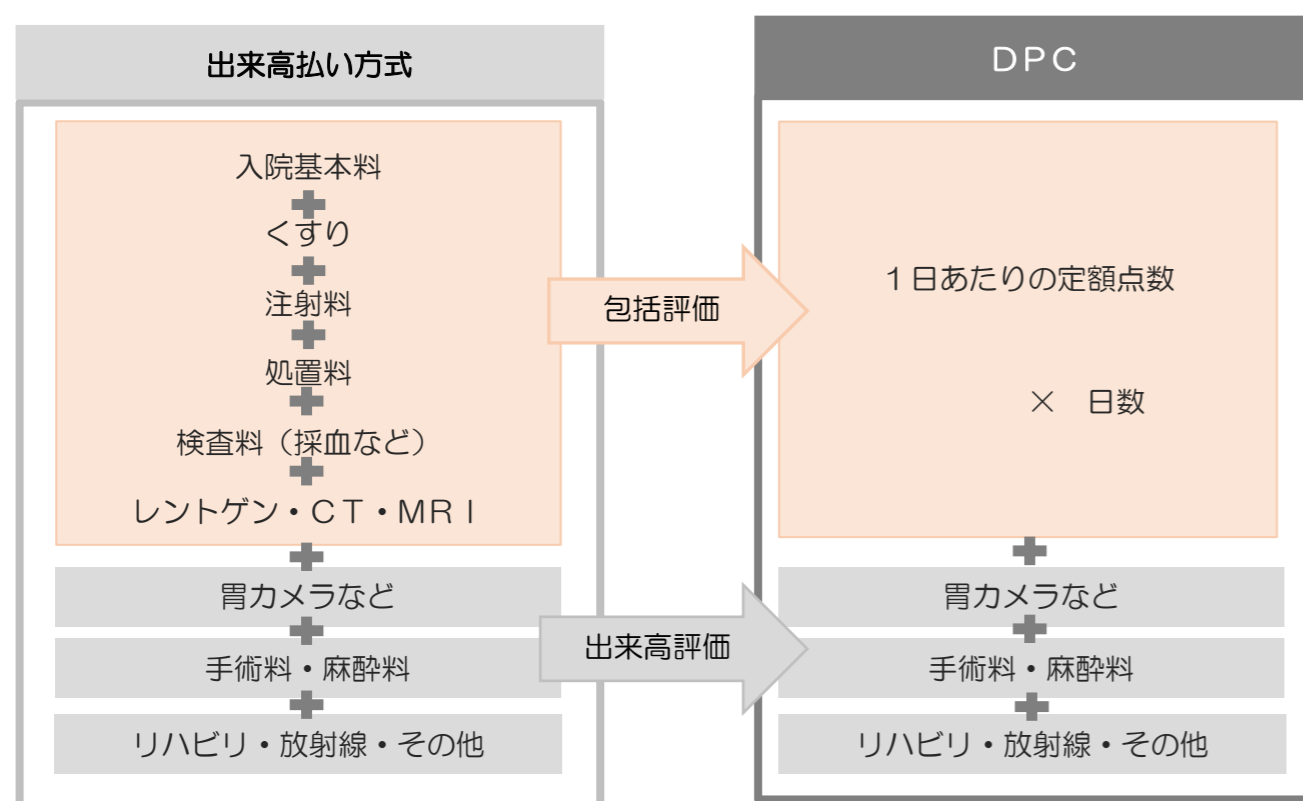 出来高払い方式
入院基本料
くすり
注射料
処置料
検査料（採血など）
レントゲン・ＣＴ・ＭＲＩ
胃カメラなど
手術料・麻酔料
リハビリ・放射線・その他
包括評価
出来高評価
ＤＰＣ
１日あたりの定額点数
×　日数
胃カメラなど
手術料・麻酔料
リハビリ・放射線・その他